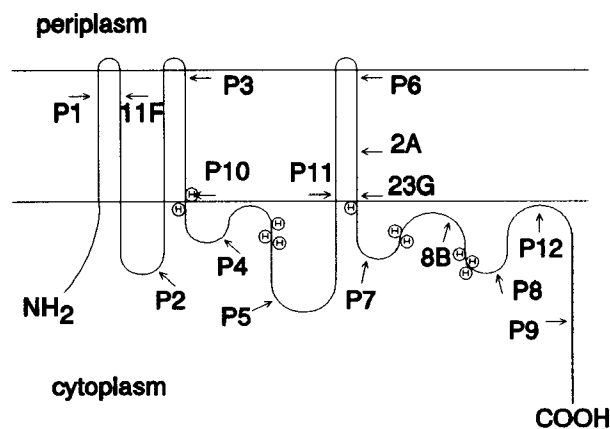 periplasm
P3
P6
P1
11F
2A
P10
P11
23G
H
H
H
H
H
H
H
H
H
H
H
H
P4
8B
P12
P2
P7
P8
NH2
P5
P9
cytoplasm
COOH